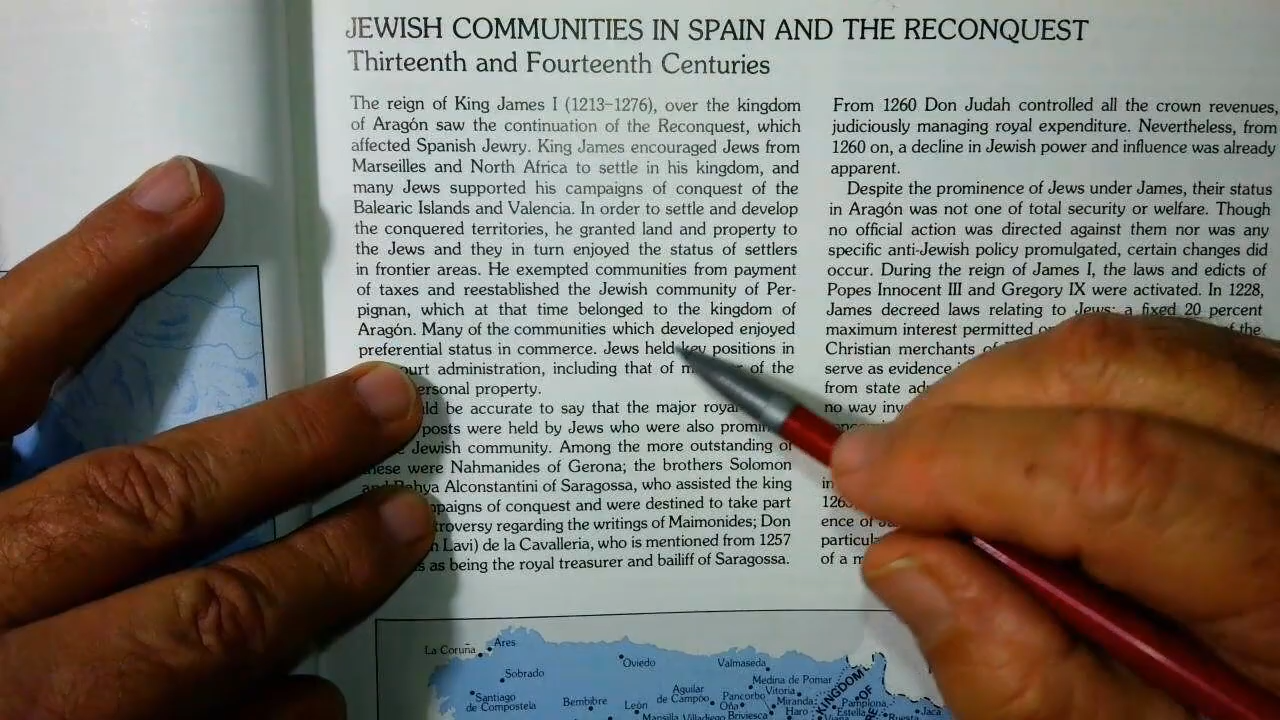 JEWISH COMMUNITIES IN SPAIN AND THE RECONQUEST
Thirteenth and Fourteenth Centuries
The reign of King James I (1213–1276), over the kingdom
of Aragón saw the continuation of the Reconquest, which
affected Spanish Jewry. King James encouraged Jews from
Marseilles and North Africa to settle in his kingdom, and
many Jews supported his campaigns of conquest of the
Balearic Islands and Valencia. In order to settle and develop
the conquered territories, he granted land and property to
the Jews and they in turn enjoyed the status of settlers
in frontier areas. He exempted communities from payment
of taxes and reestablished the Jewish community of Per-
pignan, which at that time belonged to the kingdom of
Aragón. Many of the communities which developed enjoyed
preferential status in commerce. Jews held key positions in
administration, including that of of the
property.
be accurate to say that the major
posts were held by Jews who were also
Jewish community. Among the more outstanding of
these were Nahmanides of Gerona; the brothers Solomon
and Bahya Alconstantini of Saragossa, who assisted the king
of conquest and were destined to take part
regarding the writings of Maimonides; Don
Lavi) de la Cavalleria, who is mentioned from 1257
as being the royal treasurer and bailiff of Saragossa.
From 1260 Don Judah controlled all the crown revenues,
judiciously managing royal expenditure. Nevertheless, from
1260 on, a decline in Jewish power and influence was already
apparent.
Despite the prominence of Jews under James, their status
in Aragón was not one of total security or welfare. Though
no official action was directed against them nor was any
specific anti-Jewish policy promulgated, certain changes did
occur. During the reign of James I, the laws and edicts of
Popes Innocent III and Gregory IX were activated. In 1228,
James decreed laws relating to Jews: a fixed 20 percent
maximum interest permitted of the
Christian merchants
serve as evidence
from state
no way
in
ence of
of a
La Coruña
Ares
Oviedo
Valmaseda
Sobrado
Medina de Pomar
Santiago
de Compostela
Bembibre
León
Aguilar
de Campóo
Pancorbo
Oña
Vitoria
Miranda
Haro
KINGDOM
OF
Pamplona
Estella
Jaca
Mansilla
Villadiego
Briviesca
Ruesta